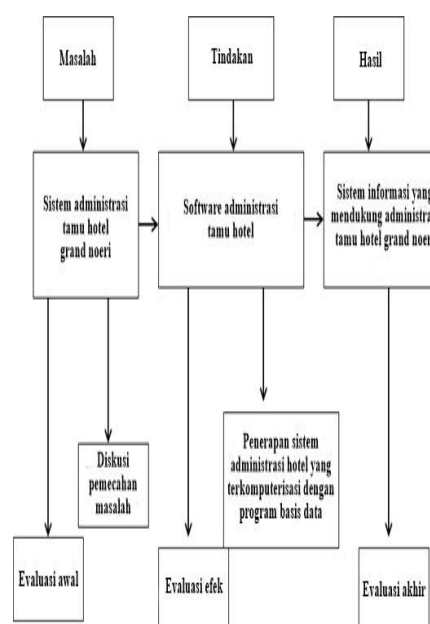 Masalah
Tindakan
Hasil
Sistem administrasi
tamu hotel
grand noeri
Software administrasi
tamu hotel
Sistem informasi yang
mendukung administra
tamu hotel grand noer
Diskusi
pemecahan
masalah
Penerapan sistem
administrasi hotel yang
terkomputerisasi dengan
program basis data
Evaluasi awal
Evaluasi efek
Evaluasi akhir